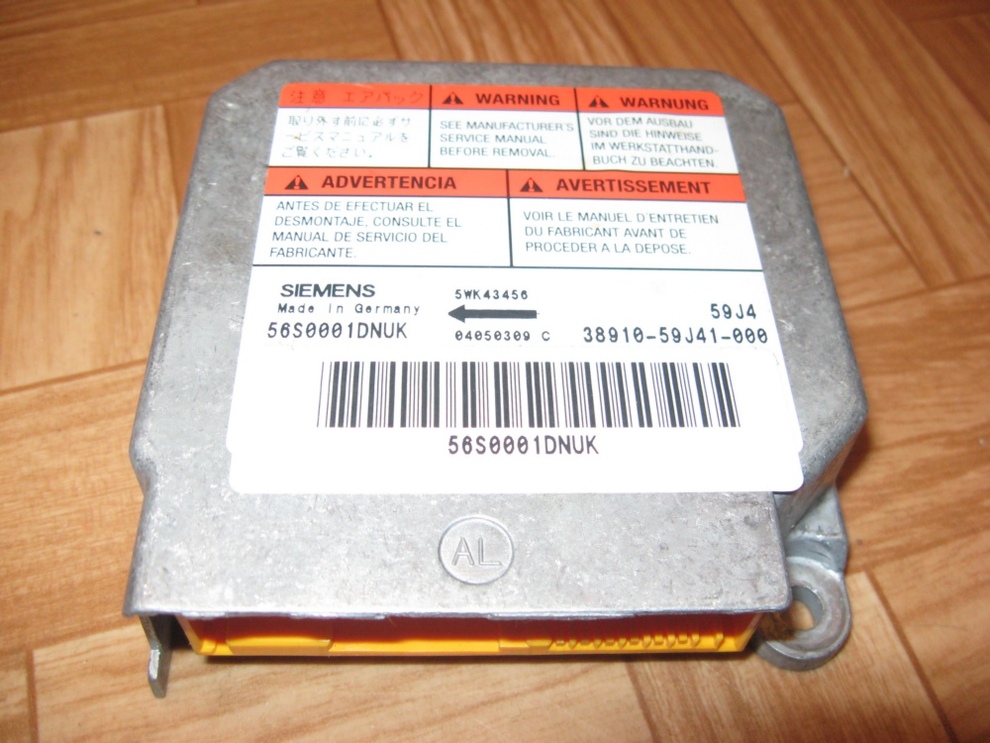 注意 エアバッグ
取り外す前に必ずサ
ービスマニュアルを
ご覧ください。
WARNING
SEE MANUFACTURER'S
SERVICE MANUAL
BEFORE REMOVAL.
WARNUNG
VOR DEM AUSBAU
SIND DIE HINWEISE
IM WERKSTATTHAND-
BUCH ZU BEACHTEN.
ADVERTENCIA
ANTES DE EFECTUAR EL
DESMONTAJE, CONSULTE EL
MANUAL DE SERVICIO DEL
FABRICANTE.
AVERTISSEMENT
VOIR LE MANUEL D'ENTRETIEN
DU FABRICANT AVANT DE
PROCEDER A LA DEPOSE.
SIEMENS
Made in Germany
56S0001DNUK
5WK43456
04050309 C
59J4
38910-59J41-000
56S0001DNUK
AL